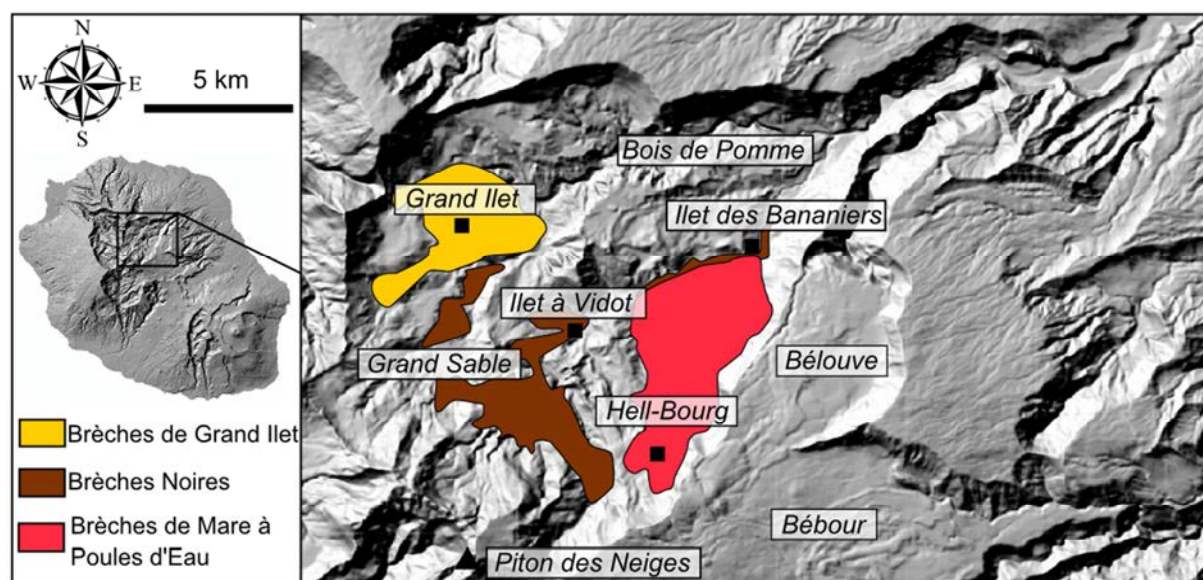 N
W E
S
5 km
Brèches de Grand Ilet
Brèches Noires
Brèches de Mare à
Poules d'Eau
Bois de Pomme
Grand Ilet
Ilet des Bananiers
Ilet à Vidot
Grand Sable
Bélouve
Hell-Bourg
Bébour
Piton des Neiges